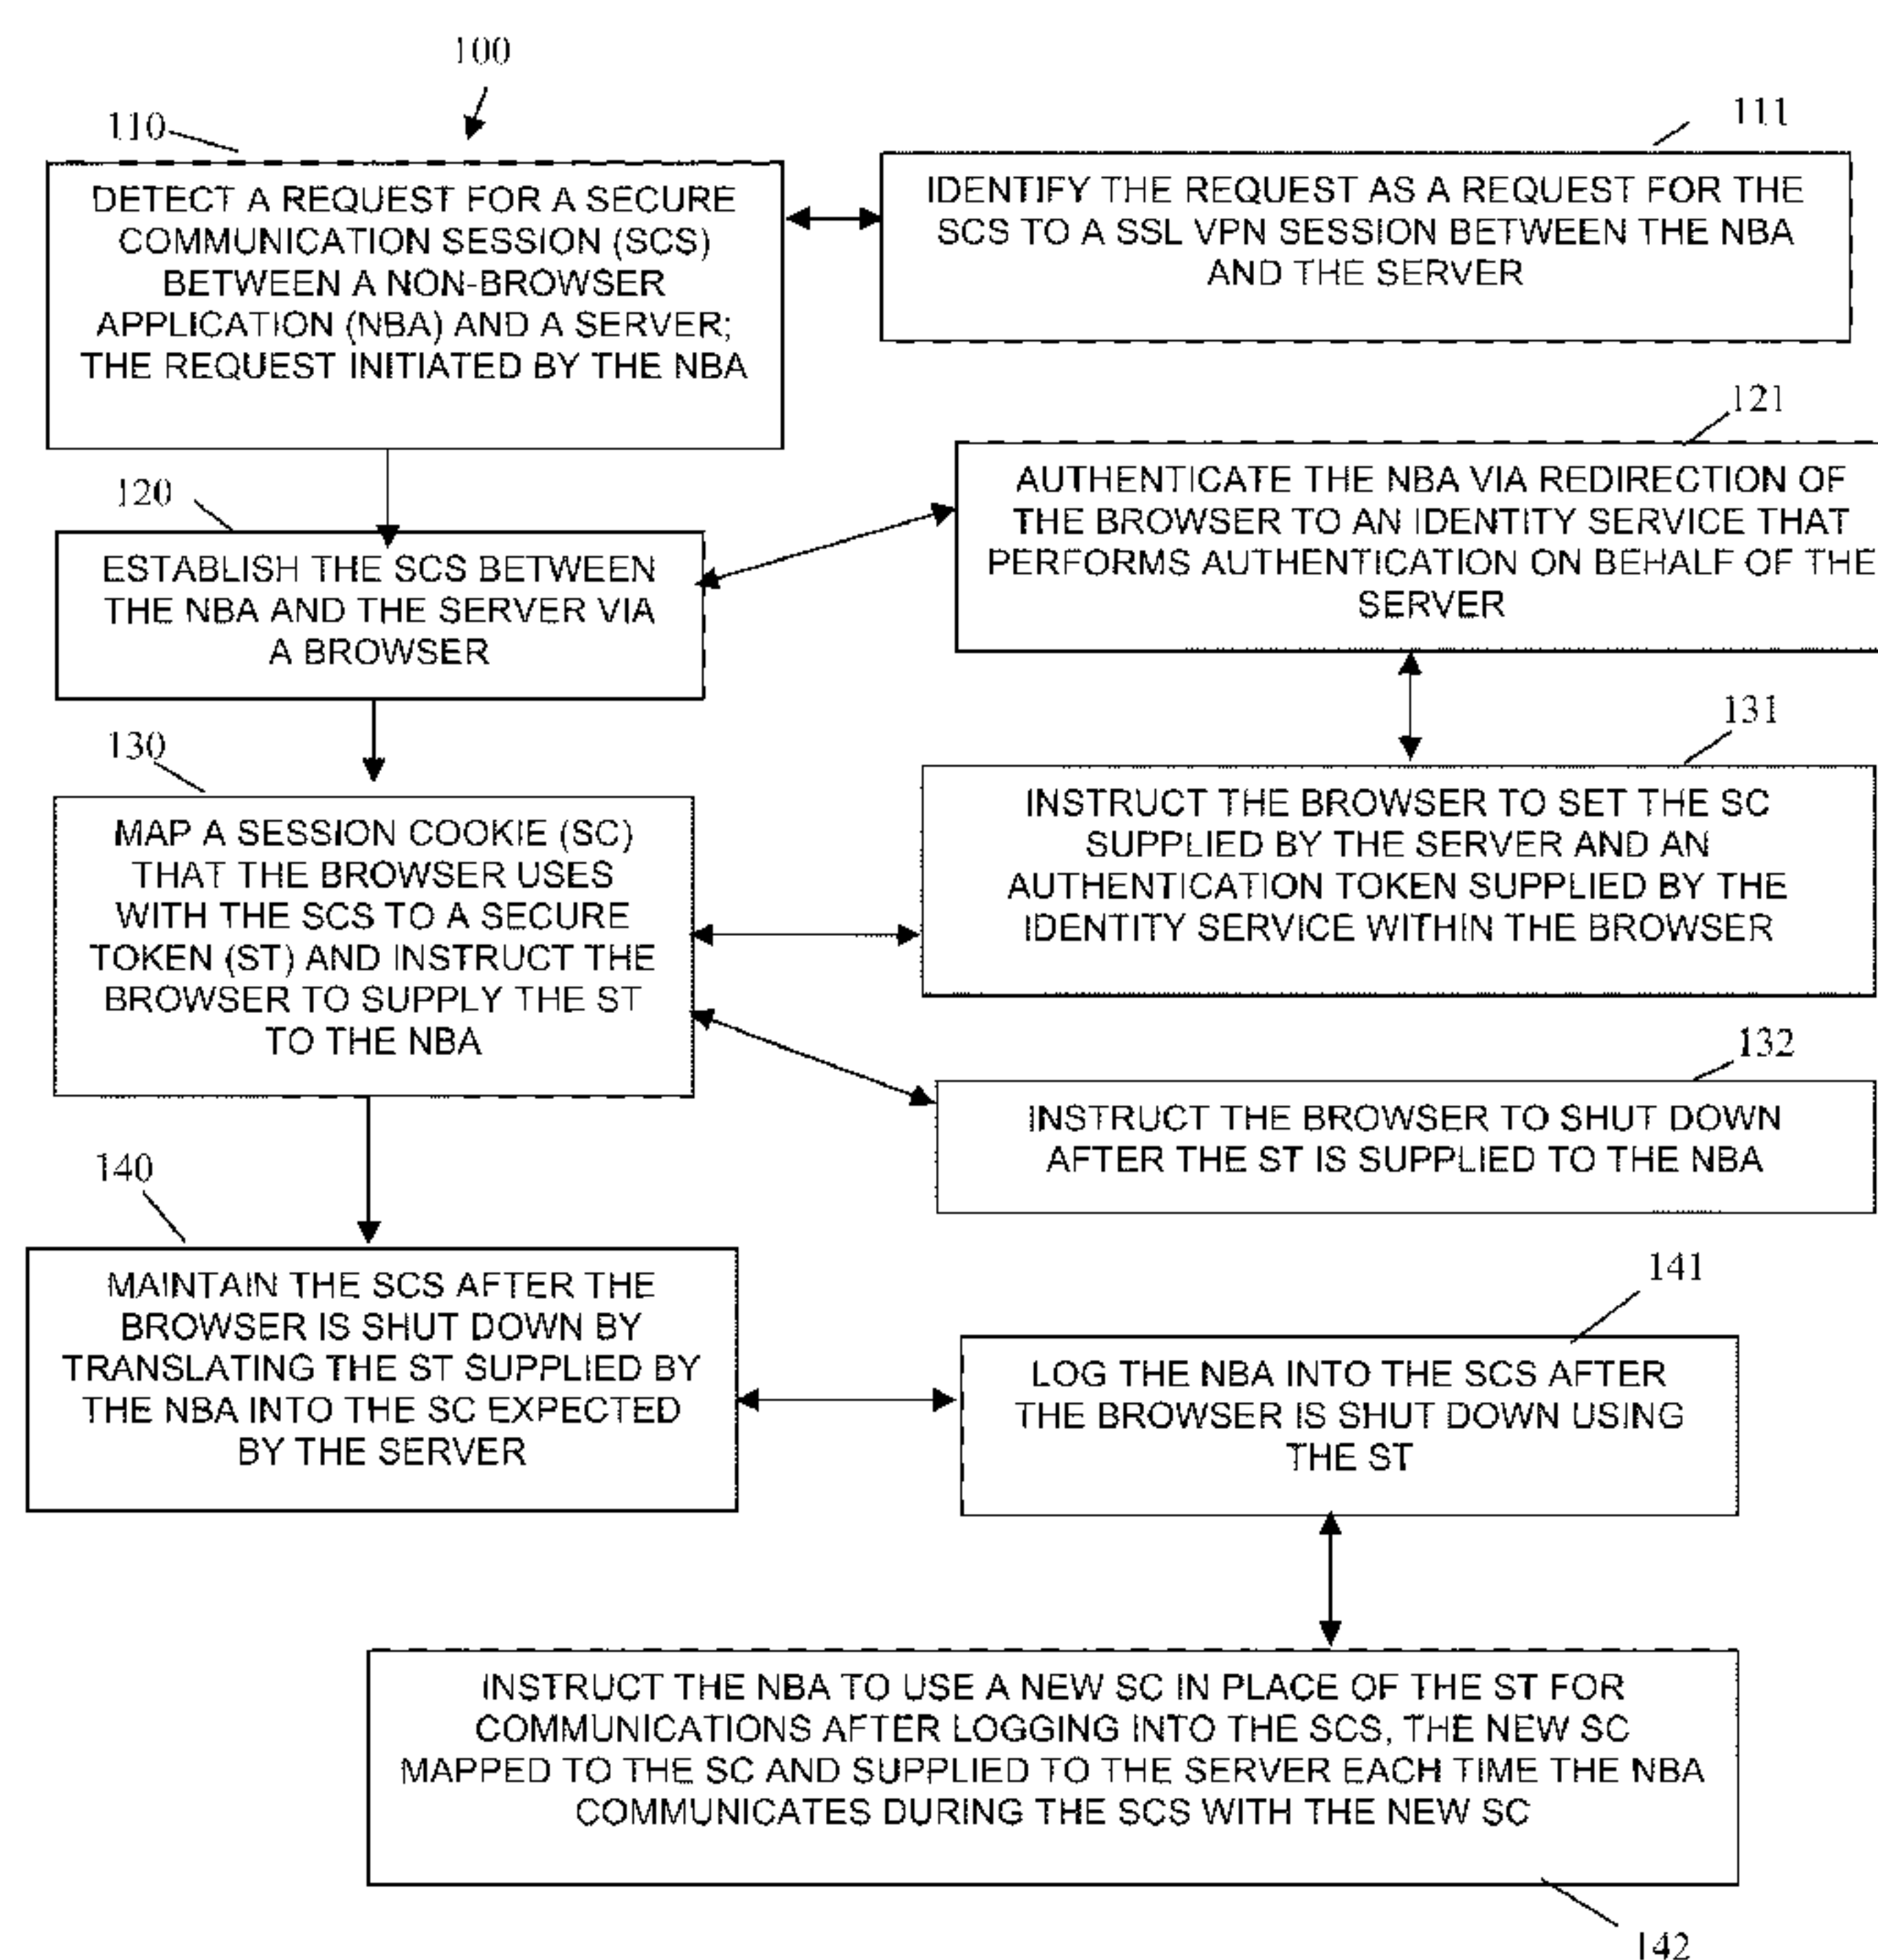 100
110
DETECT A REQUEST FOR A SECURE
COMMUNICATION SESSION (SCS)
BETWEEN A NON-BROWSER
APPLICATION (NBA) AND A SERVER;
THE REQUEST INITIATED BY THE NBA
111
IDENTIFY THE REQUEST AS A REQUEST FOR THE
SCS TO A SSL VPN SESSION BETWEEN THE NBA
AND THE SERVER
120
ESTABLISH THE SCS BETWEEN
THE NBA AND THE SERVER VIA
A BROWSER
121
AUTHENTICATE THE NBA VIA REDIRECTION OF
THE BROWSER TO AN IDENTITY SERVICE THAT
PERFORMS AUTHENTICATION ON BEHALF OF THE
SERVER
130
MAP A SESSION COOKIE (SC)
THAT THE BROWSER USES
WITH THE SCS TO A SECURE
TOKEN (ST) AND INSTRUCT THE
BROWSER TO SUPPLY THE ST
TO THE NBA
131
INSTRUCT THE BROWSER TO SET THE SC
SUPPLIED BY THE SERVER AND AN
AUTHENTICATION TOKEN SUPPLIED BY THE
IDENTITY SERVICE WITHIN THE BROWSER
132
INSTRUCT THE BROWSER TO SHUT DOWN
AFTER THE ST IS SUPPLIED TO THE NBA
140
MAINTAIN THE SCS AFTER THE
BROWSER IS SHUT DOWN BY
TRANSLATING THE ST SUPPLIED BY
THE NBA INTO THE SC EXPECTED
BY THE SERVER
141
LOG THE NBA INTO THE SCS AFTER
THE BROWSER IS SHUT DOWN USING
THE ST
INSTRUCT THE NBA TO USE A NEW SC IN PLACE OF THE ST FOR
COMMUNICATIONS AFTER LOGGING INTO THE SCS, THE NEW SC
MAPPED TO THE SC AND SUPPLIED TO THE SERVER EACH TIME THE NBA
COMMUNICATES DURING THE SCS WITH THE NEW SC
142